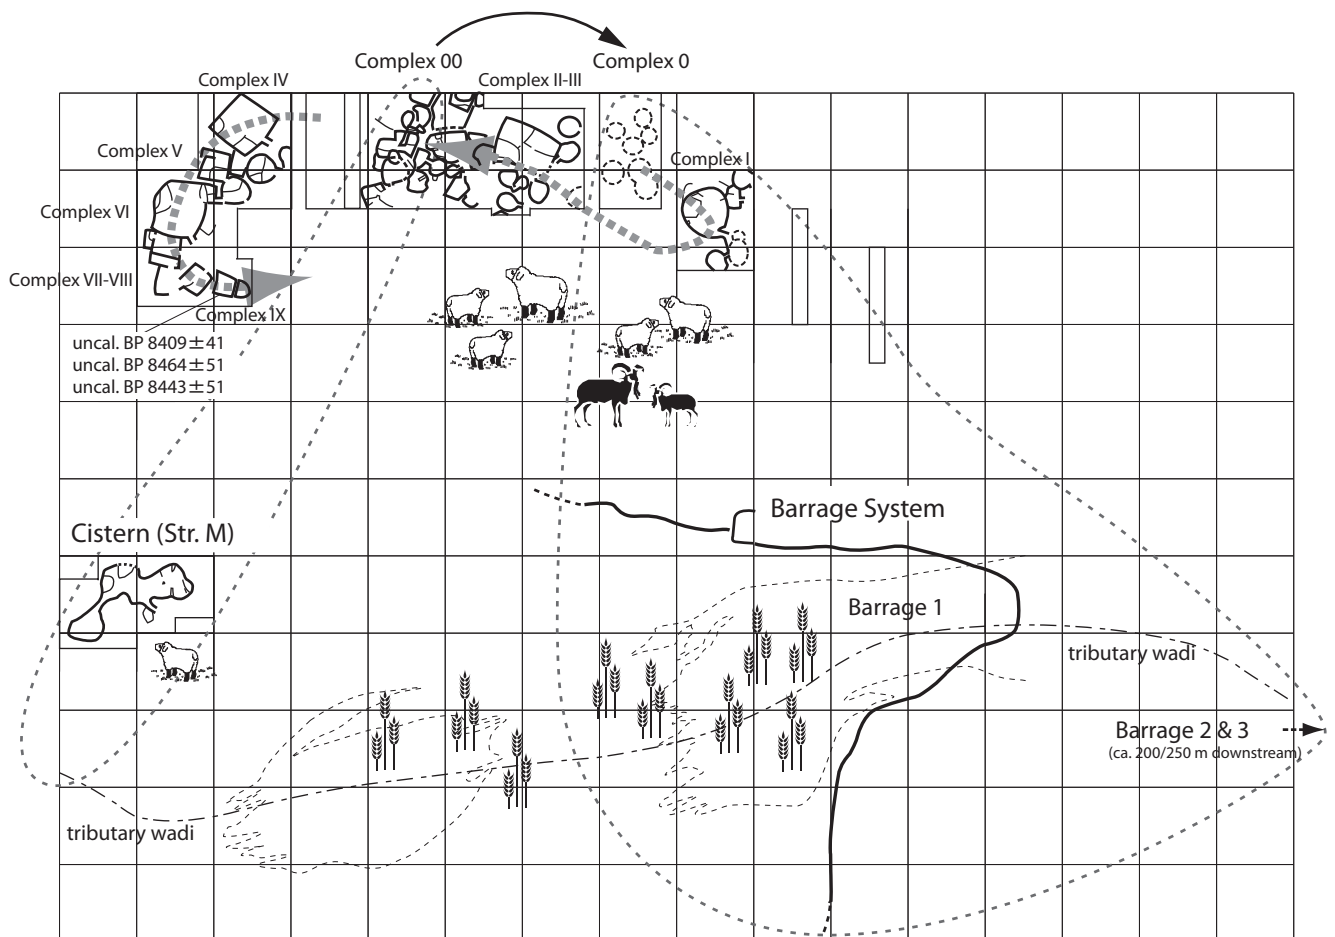 Complex 00
Complex 0
Complex IV
Complex II-III
Complex V
Complex I
Complex VI
Complex VII-VIII
Complex IX
uncal. BP 8409±41
uncal. BP 8464±51
uncal. BP 8443±51
Barrage System
Cistern (Str. M)
Barrage 1
tributary wadi
Barrage 2 & 3
(ca. 200/250 m downstream)
tributary wadi